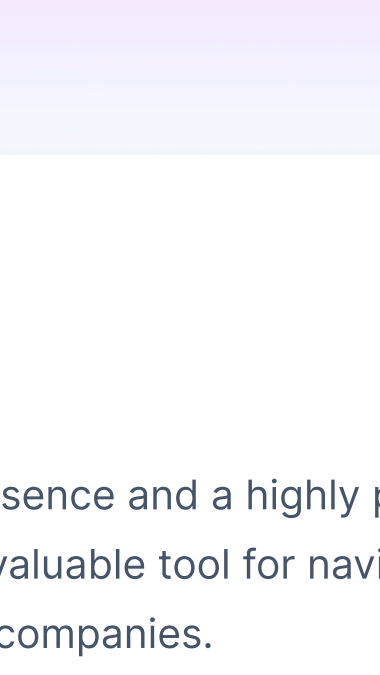 sence and a highly
valuable tool for navi
companies.